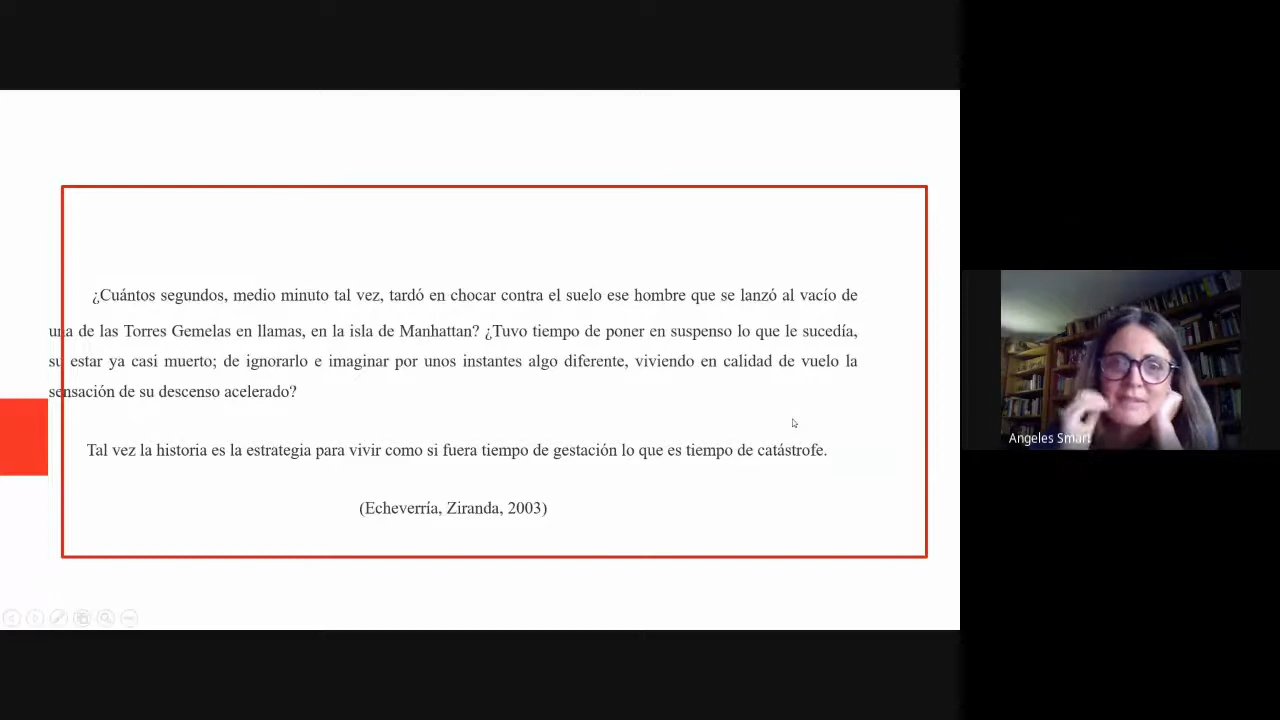 ¿Cuántos segundos, medio minuto tal vez, tardó en chocar contra el suelo ese hombre que se lanzó al vacío de
una de las Torres Gemelas en llamas, en la isla de Manhattan? ¿Tuvo tiempo de poner en suspenso lo que le sucedía,
su estar ya casi muerto; de ignorarlo e imaginar por unos instantes algo diferente, viviendo en calidad de vuelo la
sensación de su descenso acelerado?
Tal vez la historia es la estrategia para vivir como si fuera tiempo de gestación lo que es tiempo de catástrofe.
(Echeverría, Ziranda, 2003)
Angeles Smart